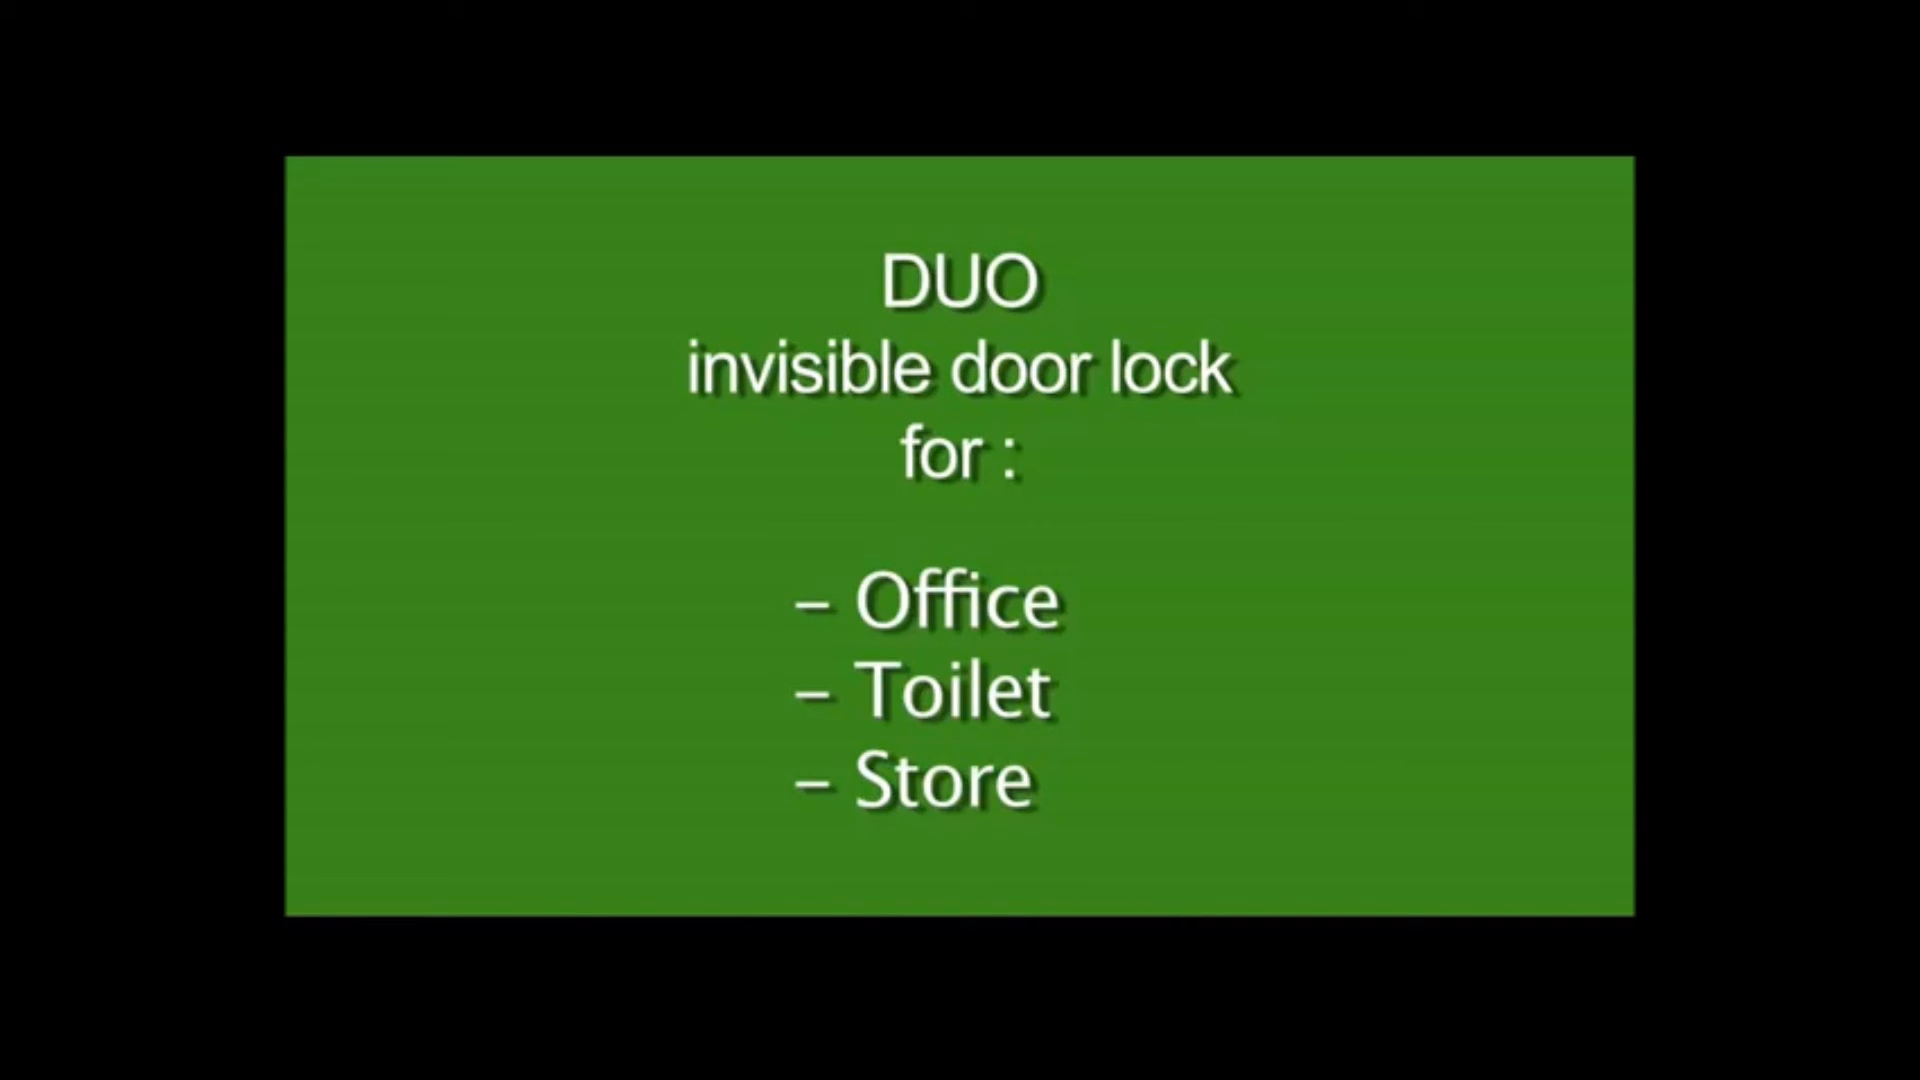 DUO
invisible door lock
for :
– Office
– Toilet
– Store